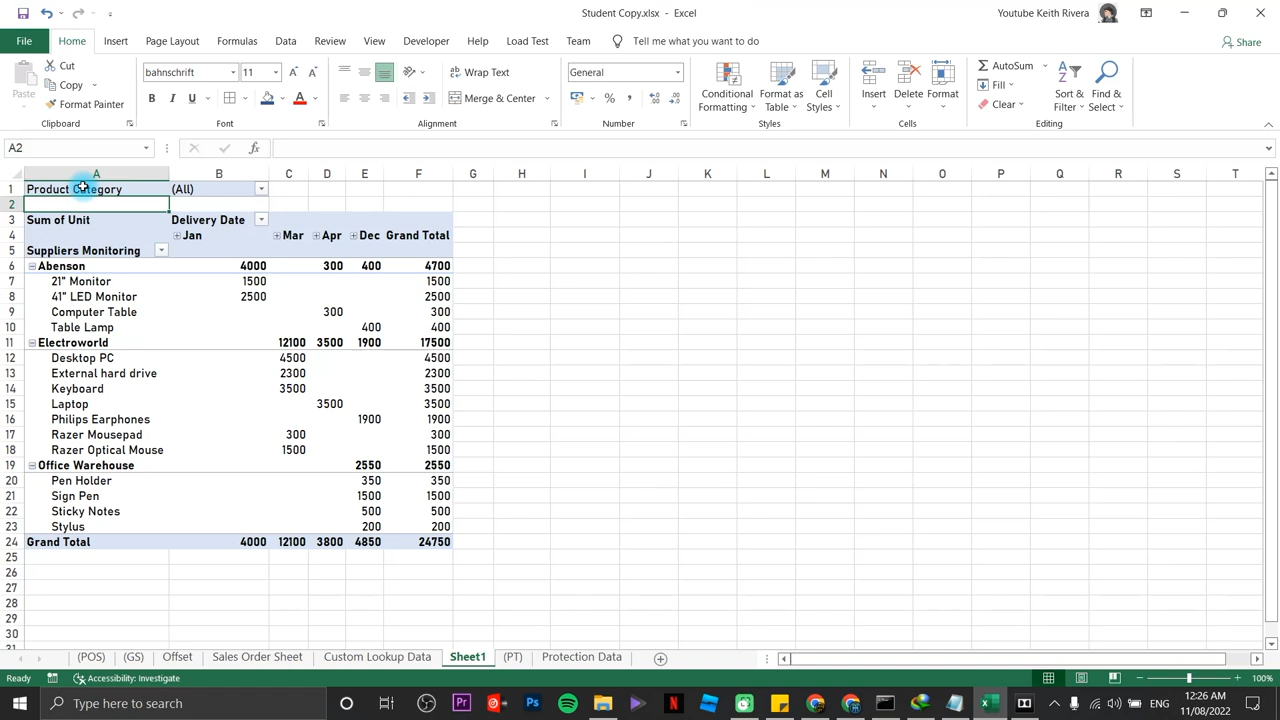 Student Copy.xlsx - Excel
Youtube Keith Rivera
File Home Insert Page Layout Formulas Data Review View Developer Help Load Test Team Tell me what you want to do Share
Paste Cut Copy Format Painter Clipboard
bahnschrift 11 Font
Wrap Text Merge & Center Alignment
General Number
Conditional Formatting Format as Table Cell Styles Styles
Insert Delete Format Cells
AutoSum Fill Clear Sort & Filter Find & Select Editing
A2 fx
A B C D E F G H I J K L M N O P Q R S T
1 Product Category (All)
2
3 Sum of Unit Delivery Date
4 Jan Mar Apr Dec Grand Total
5 Suppliers Monitoring
6 Abenson 4000 300 400 4700
7 21" Monitor 1500 1500
8 41" LED Monitor 2500 2500
9 Computer Table 300 300
10 Table Lamp 400 400
11 Electroworld 12100 3500 1900 17500
12 Desktop PC 4500 4500
13 External hard drive 2300 2300
14 Keyboard 3500 3500
15 Laptop 3500 3500
16 Philips Earphones 1900 1900
17 Razer Mousepad 300 300
18 Razer Optical Mouse 1500 1500
19 Office Warehouse 2550 2550
20 Pen Holder 350 350
21 Sign Pen 1500 1500
22 Sticky Notes 500 500
23 Stylus 200 200
24 Grand Total 4000 12100 3800 4850 24750
25
26
27
28
29
30
31
(POS) (GS) Offset Sales Order Sheet Custom Lookup Data Sheet1 (PT) Protection Data
Ready Accessibility: Investigate 100%
Type here to search ENG 12:26 AM
11/08/2022